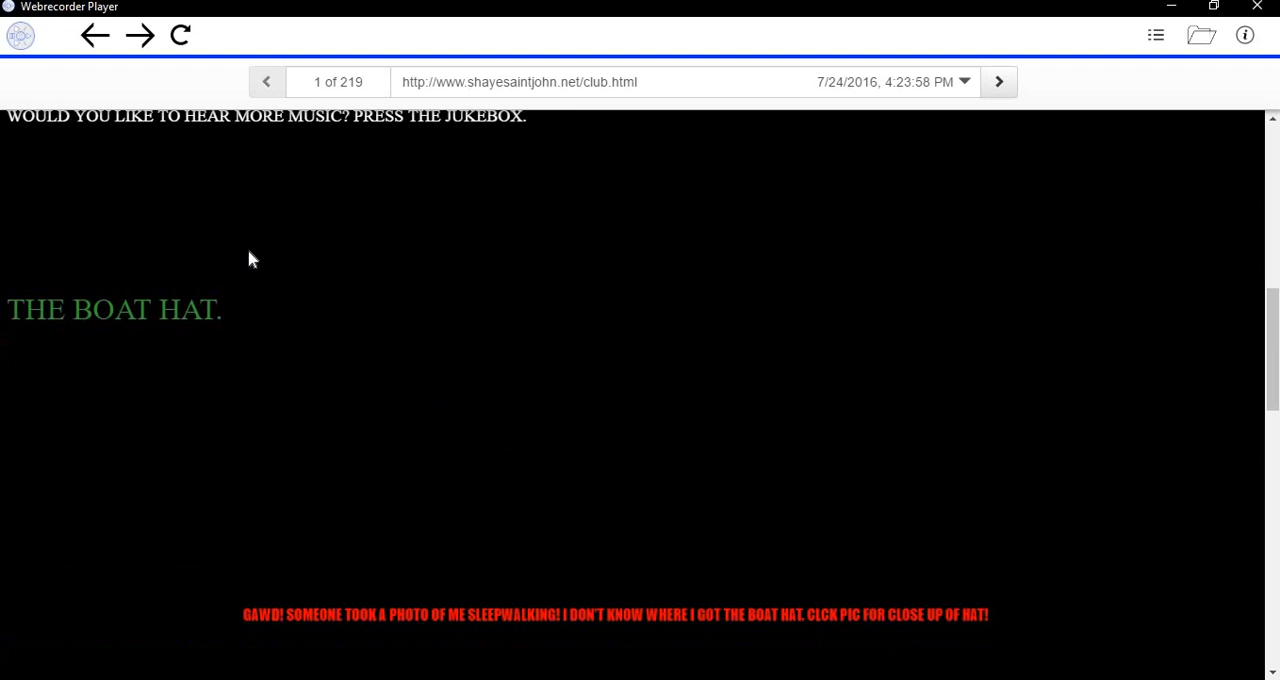 Webrecorder Player
1 of 219
http://www.shayesaintjohn.net/club.html
7/24/2016, 4:23:58 PM
WOULD YOU LIKE TO HEAR MORE MUSIC? PRESS THE JUKEBOX.
THE BOAT HAT.
GAWD! SOMEONE TOOK A PHOTO OF ME SLEEPWALKING! I DON'T KNOW WHERE I GOT THE BOAT HAT. CLCK PIC FOR CLOSE UP OF HAT!